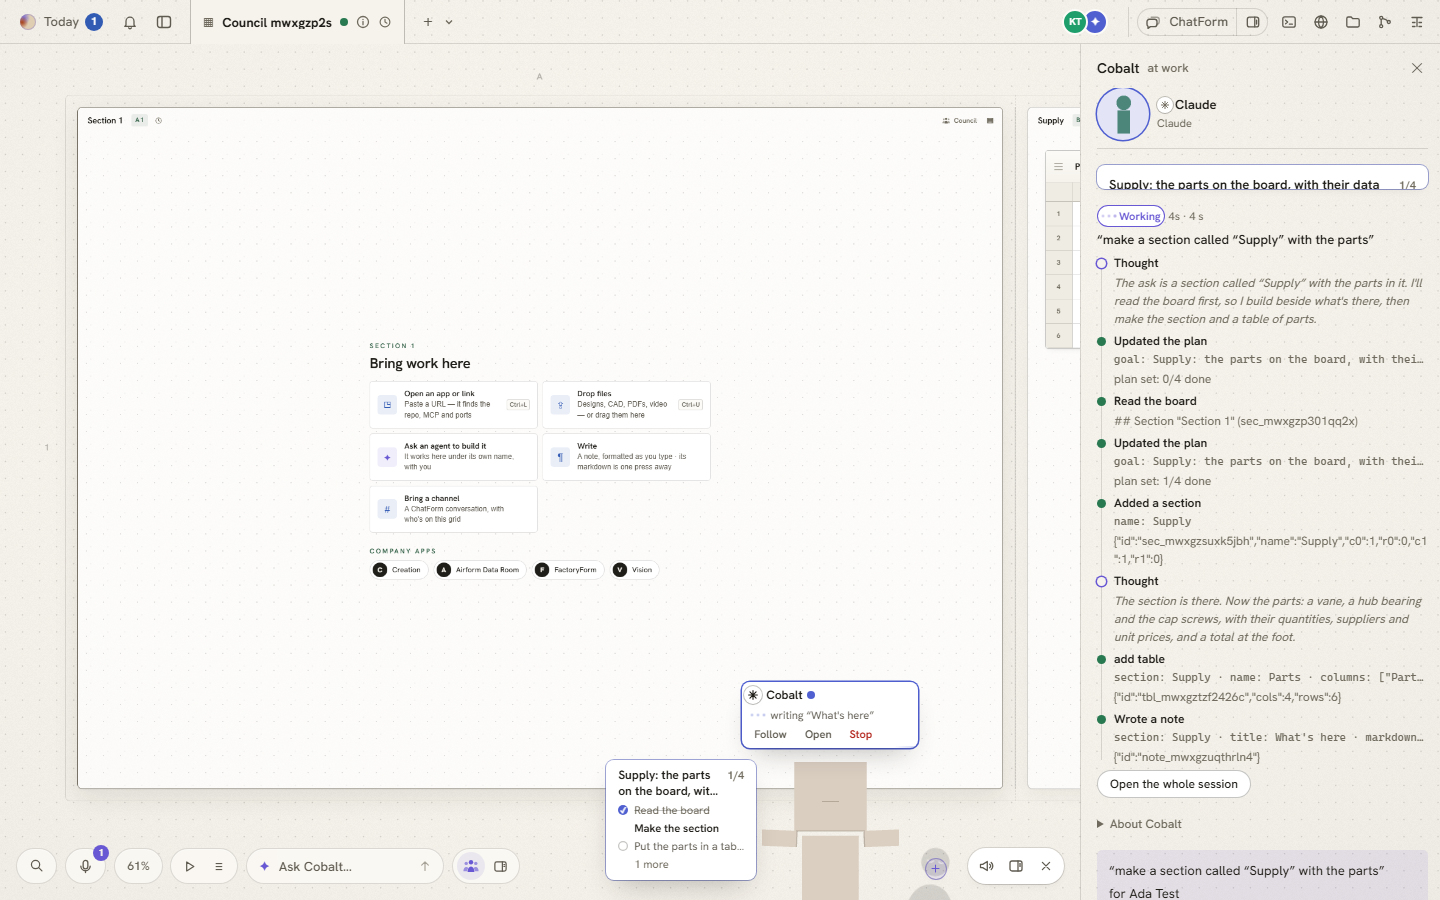 Today 1
Council mwxgzp2s
KT
ChatForm
A
1
Section 1 A1
Council
Supply
1
2
3
4
5
6
SECTION 1
Bring work here
Open an app or link
Paste a URL — it finds the
repo, MCP and ports
Ctrl+L
Drop files
Designs, CAD, PDFs, video
— or drag them here
Ctrl+U
Ask an agent to build it
It works here under its own name,
with you
Write
A note, formatted as you type · its
markdown is one press away
Bring a channel
A ChatForm conversation, with
who's on this grid
COMPANY APPS
C Creation
A Airform Data Room
F FactoryForm
V Vision
Cobalt
writing “What's here”
Follow Open Stop
Supply: the parts 1/4
on the board, wit...
Read the board
Make the section
Put the parts in a tab...
1 more
1
61%
Ask Cobalt...
Cobalt at work
Claude
Claude
Supply: the parts on the board, with their data 1/4
Working 4s · 4 s
“make a section called “Supply” with the parts”
Thought
The ask is a section called “Supply” with the parts in it. I'll
read the board first, so I build beside what's there, then
make the section and a table of parts.
Updated the plan
goal: Supply: the parts on the board, with thei...
plan set: 0/4 done
Read the board
## Section "Section 1" (sec_mwxgzp301qq2x)
Updated the plan
goal: Supply: the parts on the board, with thei...
plan set: 1/4 done
Added a section
name: Supply
{"id":"sec_mwxgzsuxk5jbh","name":"Supply","c0":1,"r0":0,"c1
":1,"r1":0}
Thought
The section is there. Now the parts: a vane, a hub bearing
and the cap screws, with their quantities, suppliers and
unit prices, and a total at the foot.
add table
section: Supply · name: Parts · columns: ["Part...
{"id":"tbl_mwxgztzf2426c","cols":4,"rows":6}
Wrote a note
section: Supply · title: What's here · markdown...
{"id":"note_mwxgzuqthrln4"}
Open the whole session
About Cobalt
“make a section called “Supply” with the parts”
for Ada Test